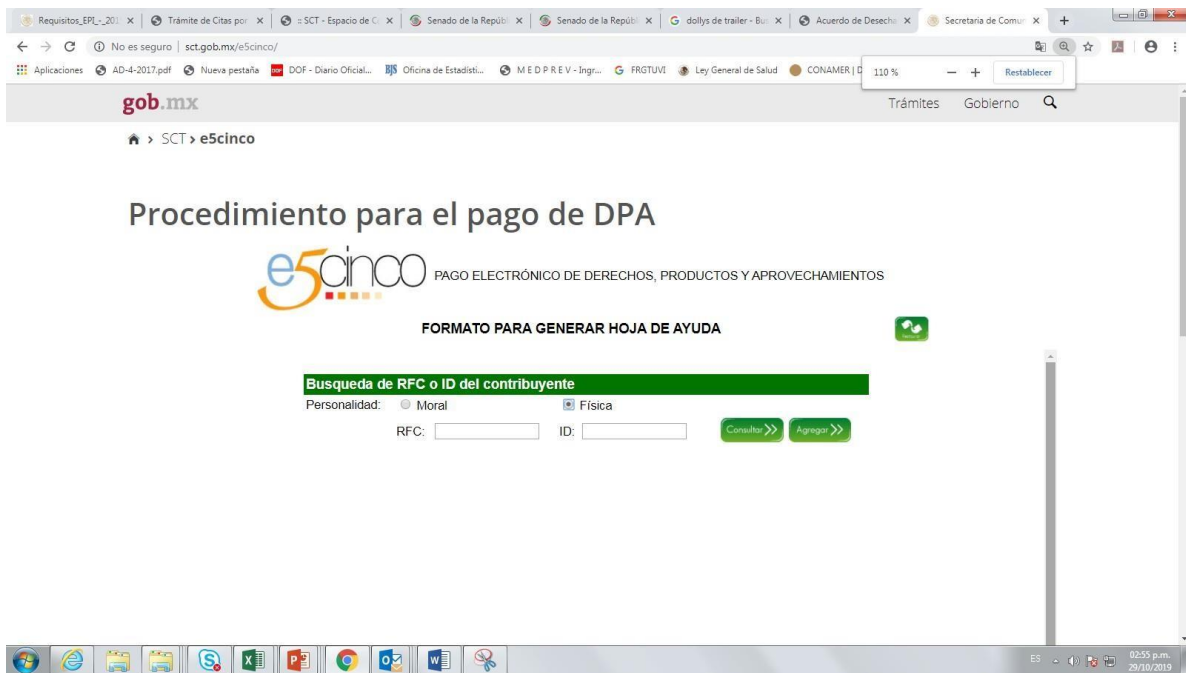 Requisitos_EPI_-_201
Trámite de Citas por
:: SCT - Espacio de C
Senado de la Repúbl
Senado de la Repúbl
dollys de trailer - Bus
Acuerdo de Desecho
Secretaria de Comun
No es seguro | sct.gob.mx/e5cinco/
Aplicaciones AD-4-2017.pdf Nueva pestaña DOF - Diario Oficial... BJS Oficina de Estadísti... M E D P R E V - Ingr... FRGTUVI Ley General de Salud CONAMER | D
110 % − + Restablecer
gob.mx Trámites Gobierno
> SCT > e5cinco
Procedimiento para el pago de DPA
e5cinco PAGO ELECTRÓNICO DE DERECHOS, PRODUCTOS Y APROVECHAMIENTOS
FORMATO PARA GENERAR HOJA DE AYUDA
Busqueda de RFC o ID del contribuyente
Personalidad: Moral Física
RFC: ID: Consultar >> Agregar >>
ES 02:55 p.m.
29/10/2019